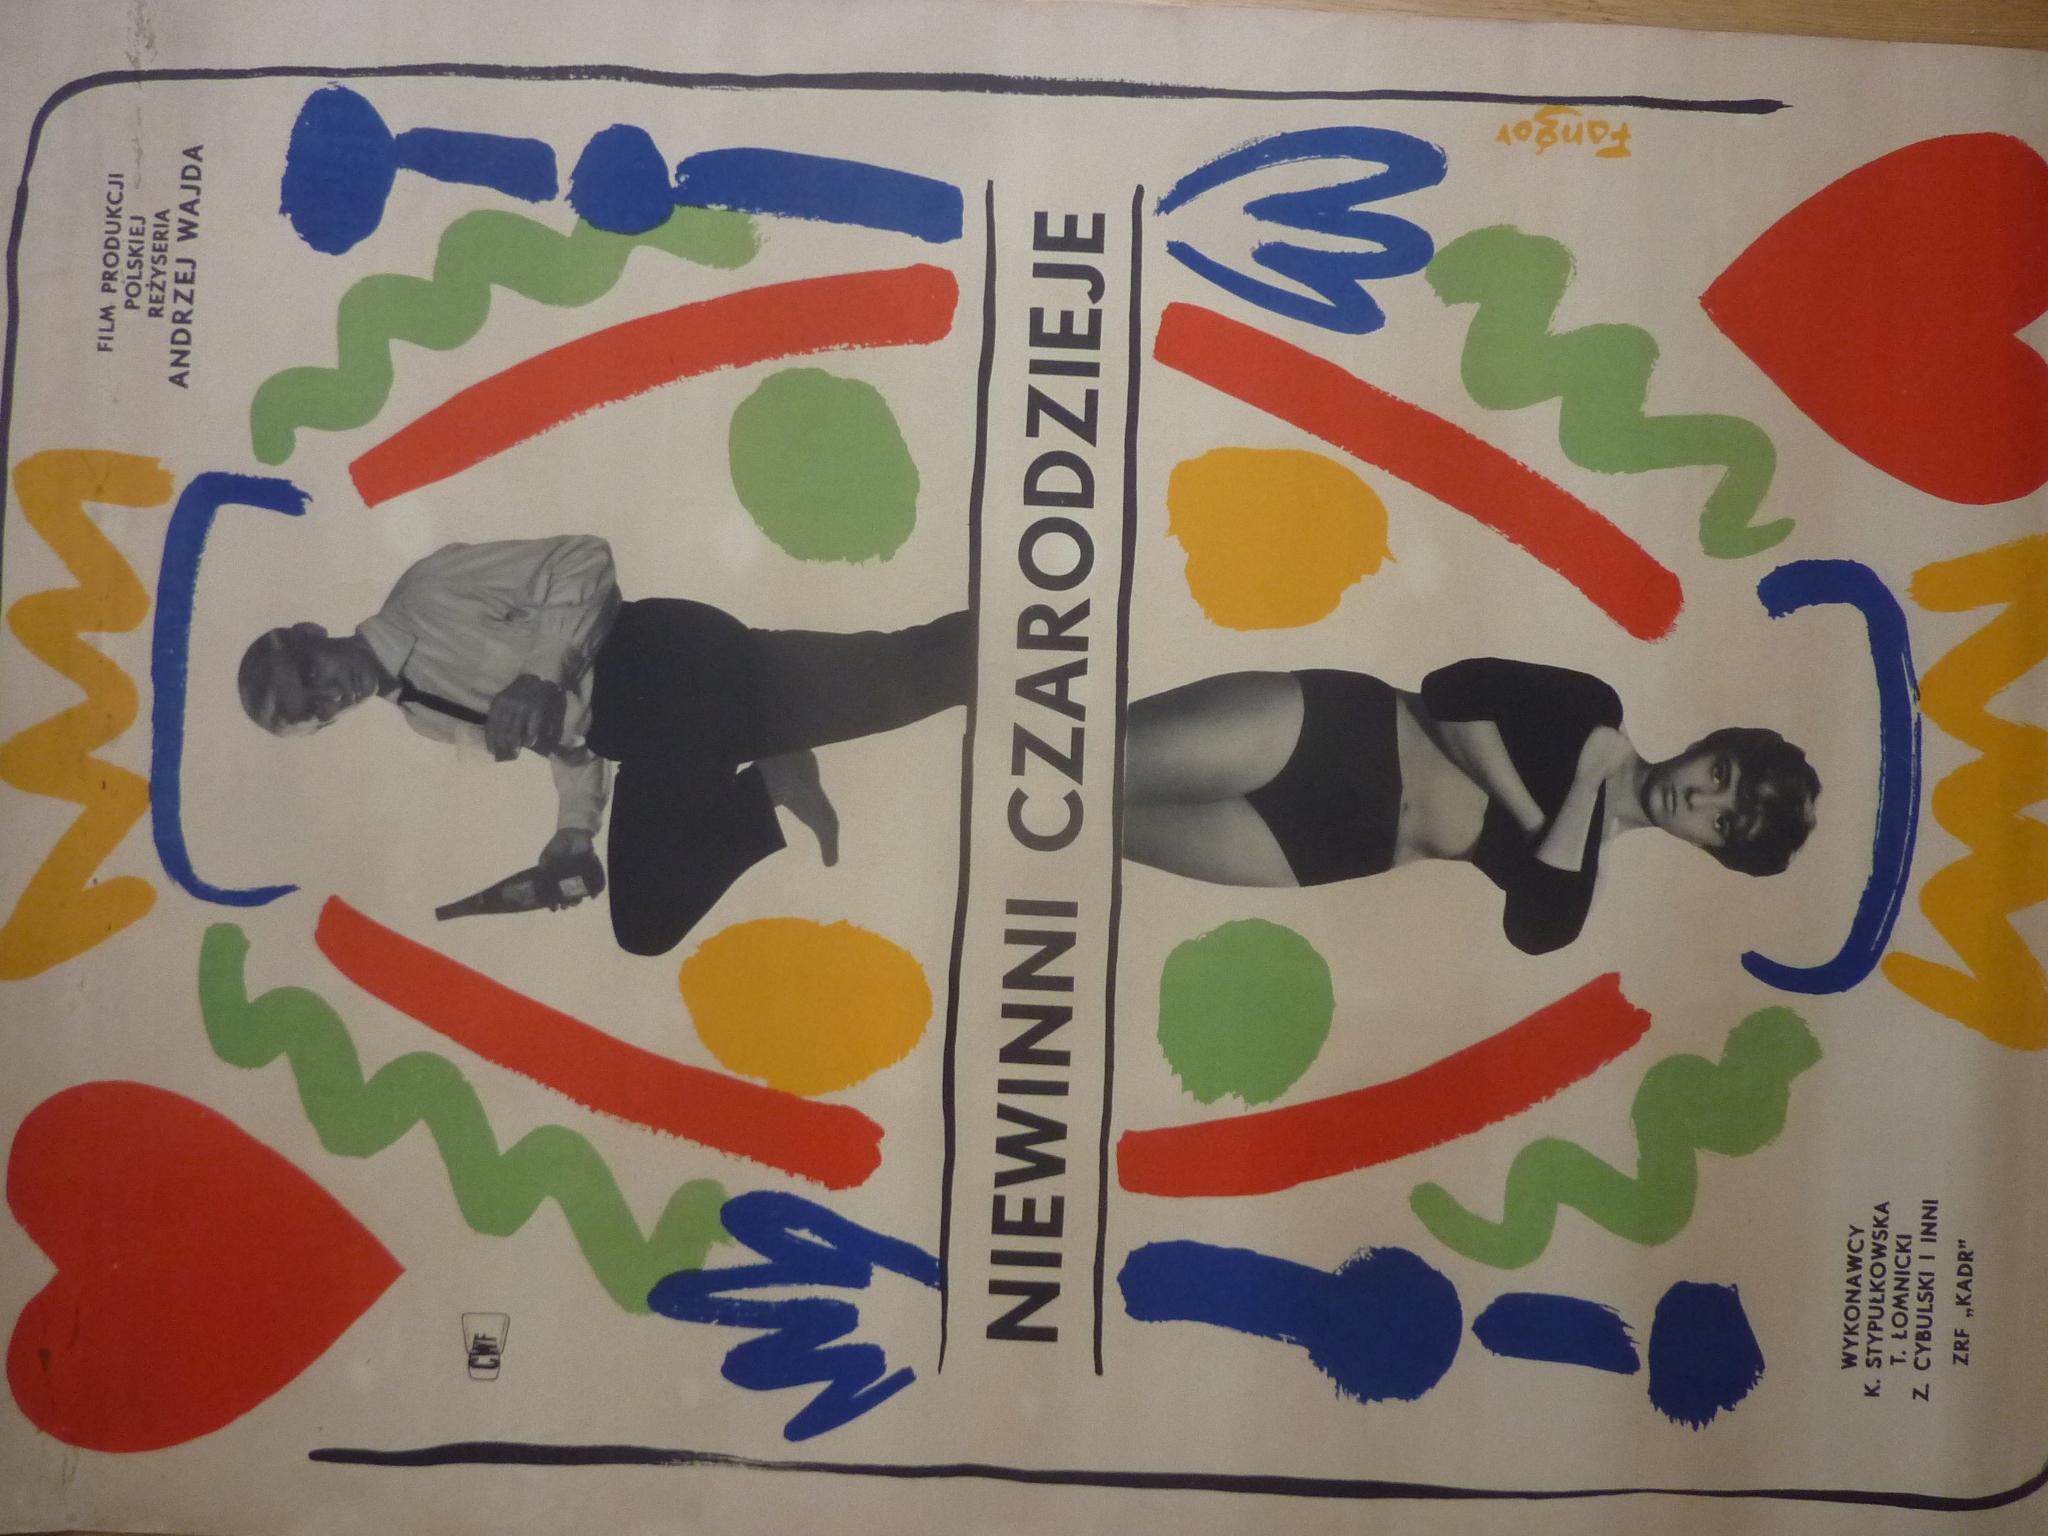 FILM PRODUKCJI
POLSKIEJ
REŻYSERIA
ANDRZEJ WAJDA
CWF
NIEWINNI CZARODZIEJE
Fangor
WYKONAWCY
K. STYPUŁKOWSKA
T. ŁOMNICKI
Z. CYBULSKI I INNI
ZRF „KADR”